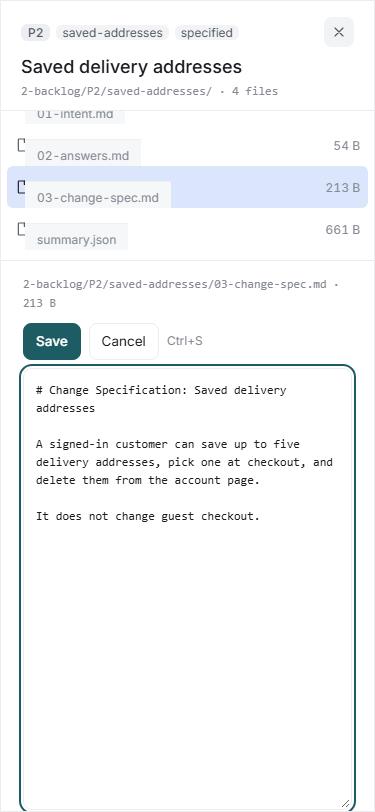 P2 saved-addresses specified
Saved delivery addresses
2-backlog/P2/saved-addresses/ · 4 files
01-intent.md
02-answers.md 54 B
03-change-spec.md 213 B
summary.json 661 B
2-backlog/P2/saved-addresses/03-change-spec.md ·
213 B
Save Cancel Ctrl+S
# Change Specification: Saved delivery
addresses
A signed-in customer can save up to five
delivery addresses, pick one at checkout, and
delete them from the account page.
It does not change guest checkout.